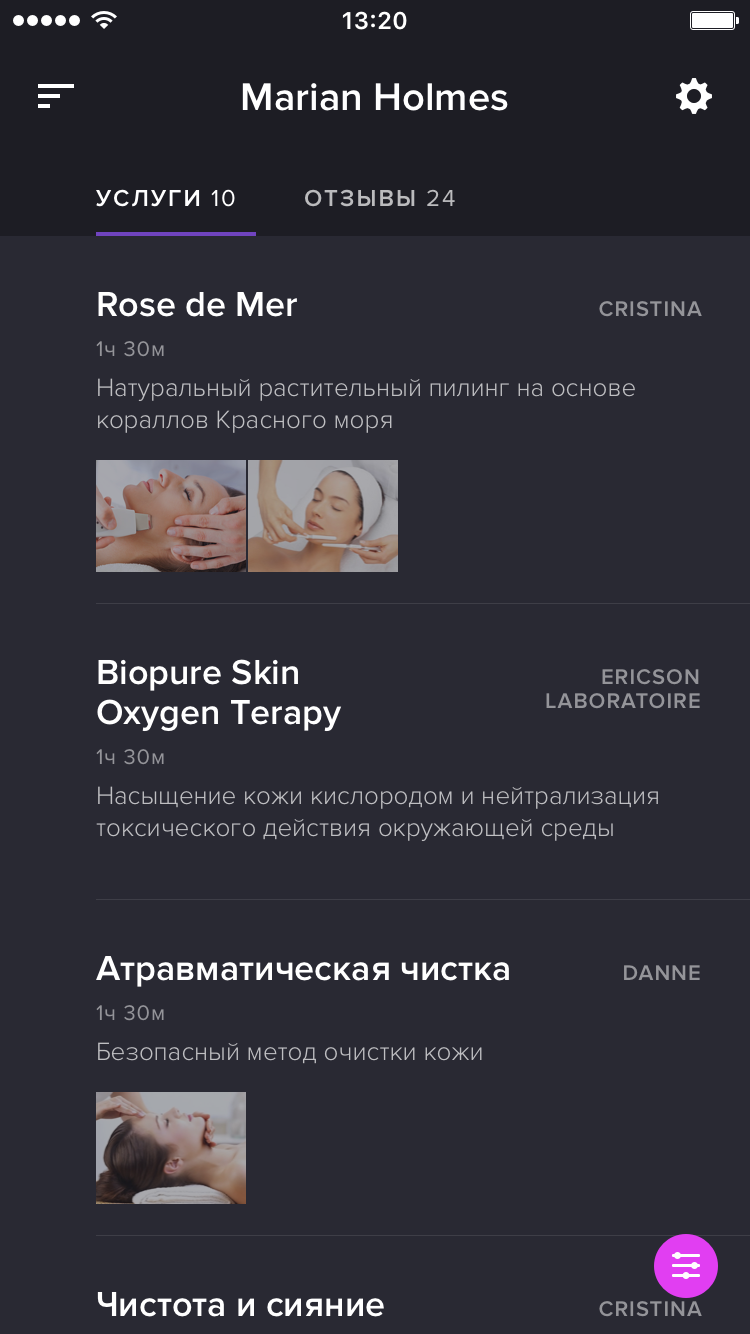 13:20
Marian Holmes
УСЛУГИ 10
ОТЗЫВЫ 24
Rose de Mer
CRISTINA
1ч 30м
Натуральный растительный пилинг на основе
кораллов Красного моря
Biopure Skin
Oxygen Terapy
ERICSON
LABORATOIRE
1ч 30м
Насыщение кожи кислородом и нейтрализация
токсического действия окружающей среды
Атравматическая чистка
DANNE
1ч 30м
Безопасный метод очистки кожи
Чистота и сияние
CRISTINA